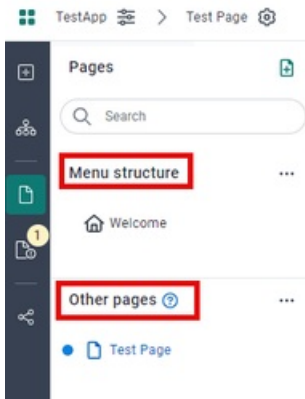 TestApp > Test Page
Pages
Search
Menu structure ...
Welcome
1
Other pages ? ...
Test Page